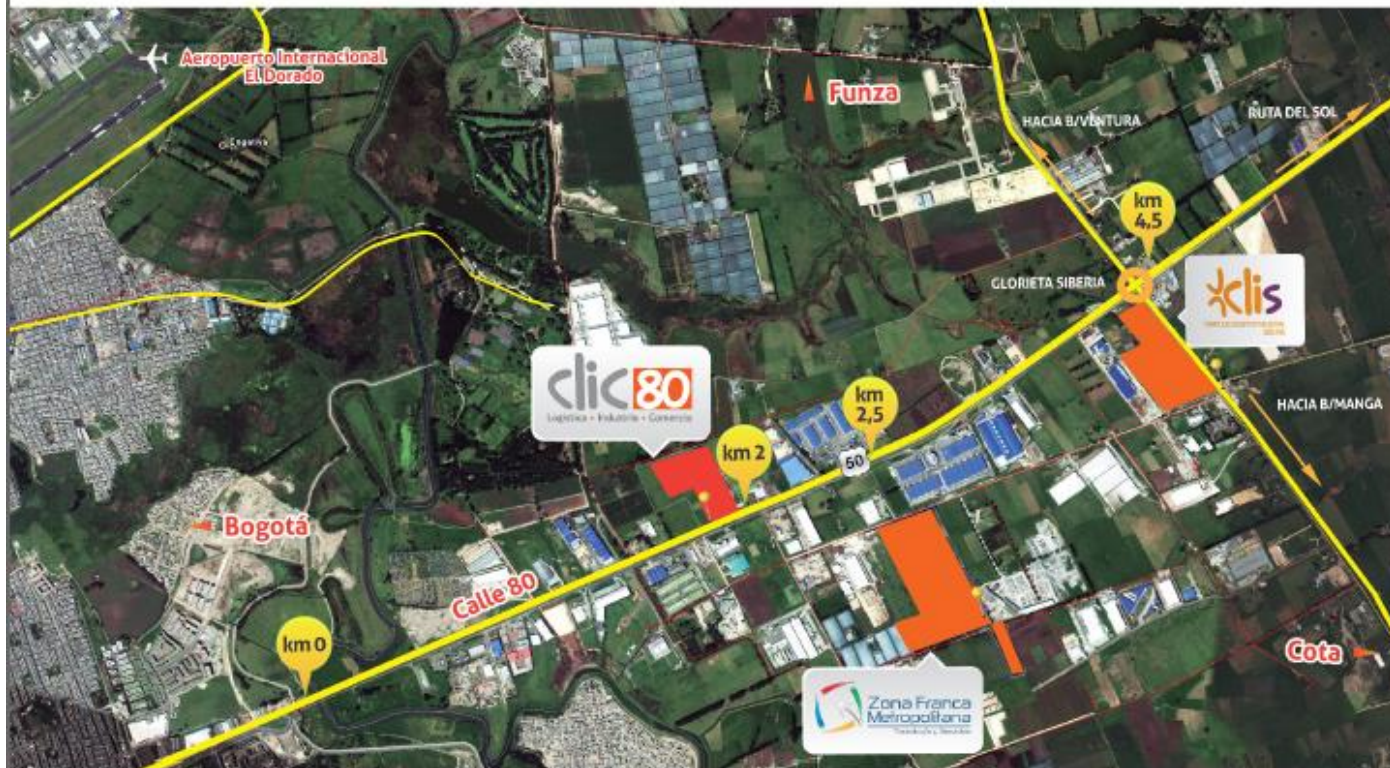 Aeropuerto Internacional
El Dorado
Funza
HACIA B/VENTURA
RUTA DEL SOL
km
4,5
GLORIETA SIBERIA
clis
clic80
Logística • Industria • Comercio
km
2,5
HACIA B/MANGA
km 2
50
Bogotá
Calle 80
km 0
Cota
Zona Franca
Metropolitana